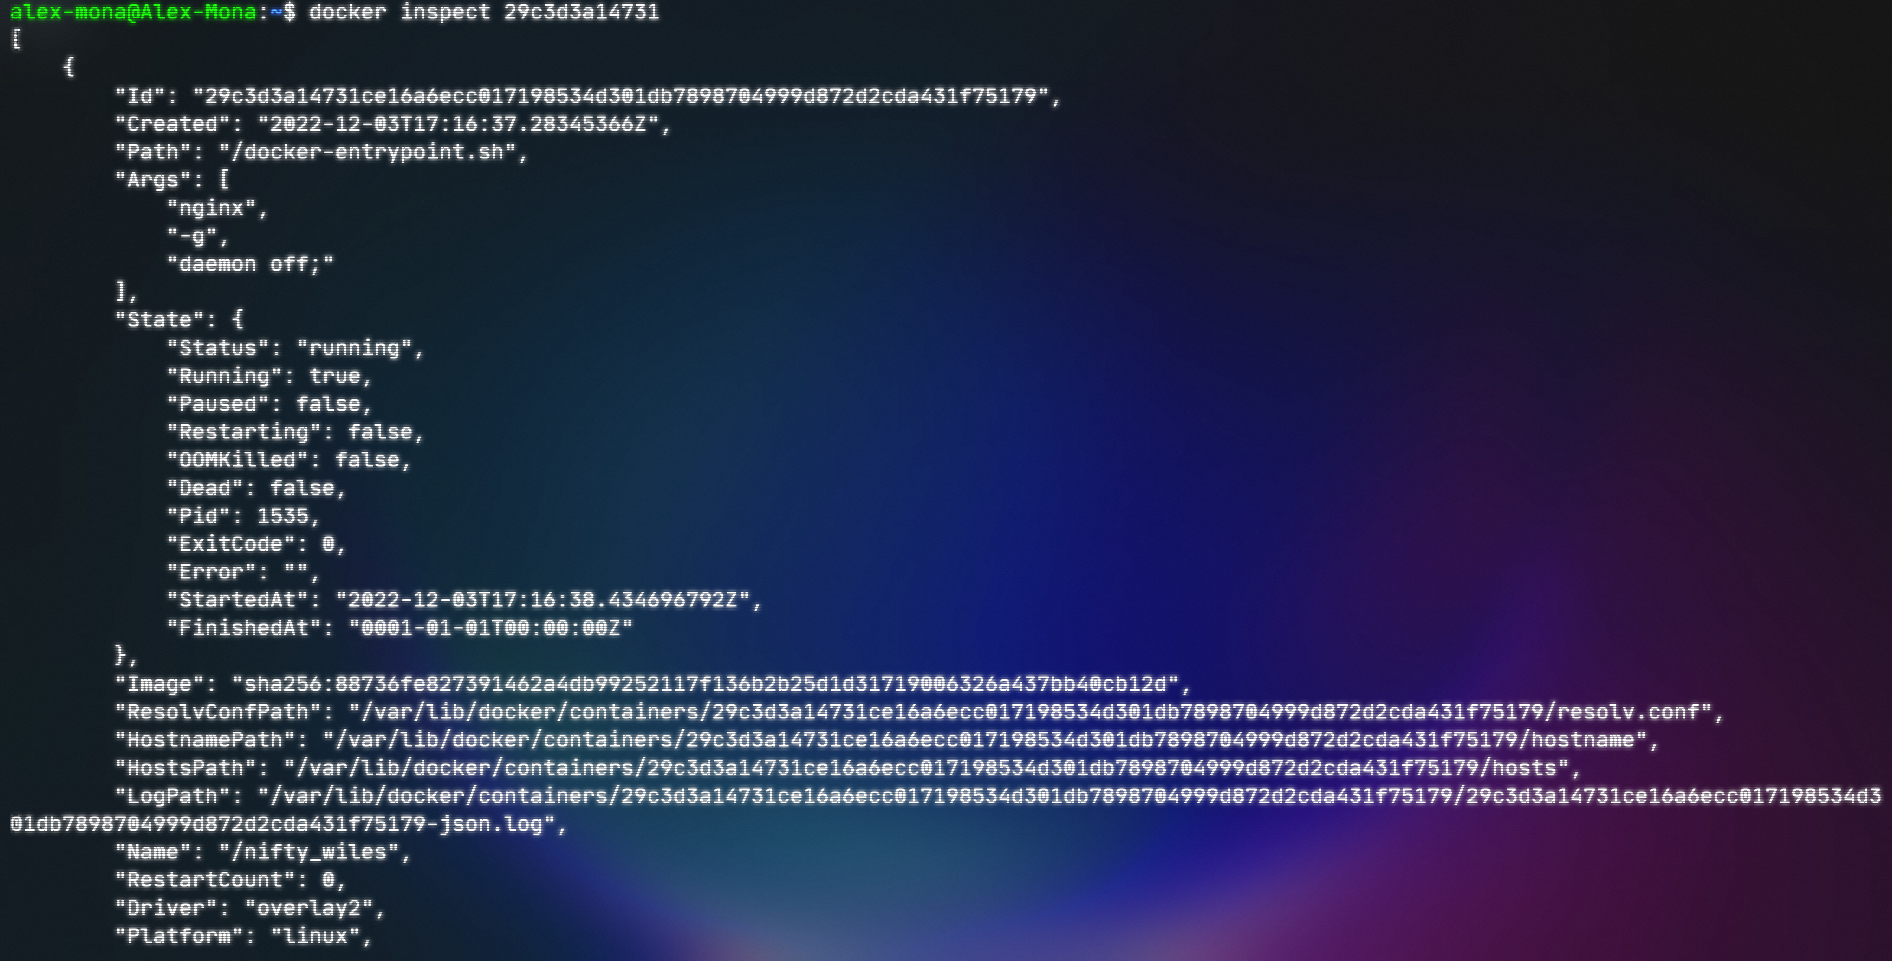 alex-mona@Alex-Mona:~$ docker inspect 29c3d3a14731
[
    {
        "Id": "29c3d3a14731ce16a6ecc017198534d301db7898704999d872d2cda431f75179",
        "Created": "2022-12-03T17:16:37.28345366Z",
        "Path": "/docker-entrypoint.sh",
        "Args": [
            "nginx",
            "-g",
            "daemon off;"
        ],
        "State": {
            "Status": "running",
            "Running": true,
            "Paused": false,
            "Restarting": false,
            "OOMKilled": false,
            "Dead": false,
            "Pid": 1535,
            "ExitCode": 0,
            "Error": "",
            "StartedAt": "2022-12-03T17:16:38.434696792Z",
            "FinishedAt": "0001-01-01T00:00:00Z"
        },
        "Image": "sha256:88736fe827391462a4db99252117f136b2b25d1d31719006326a437bb40cb12d",
        "ResolvConfPath": "/var/lib/docker/containers/29c3d3a14731ce16a6ecc017198534d301db7898704999d872d2cda431f75179/resolv.conf",
        "HostnamePath": "/var/lib/docker/containers/29c3d3a14731ce16a6ecc017198534d301db7898704999d872d2cda431f75179/hostname",
        "HostsPath": "/var/lib/docker/containers/29c3d3a14731ce16a6ecc017198534d301db7898704999d872d2cda431f75179/hosts",
        "LogPath": "/var/lib/docker/containers/29c3d3a14731ce16a6ecc017198534d301db7898704999d872d2cda431f75179/29c3d3a14731ce16a6ecc017198534d3
01db7898704999d872d2cda431f75179-json.log",
        "Name": "/nifty_wiles",
        "RestartCount": 0,
        "Driver": "overlay2",
        "Platform": "linux",